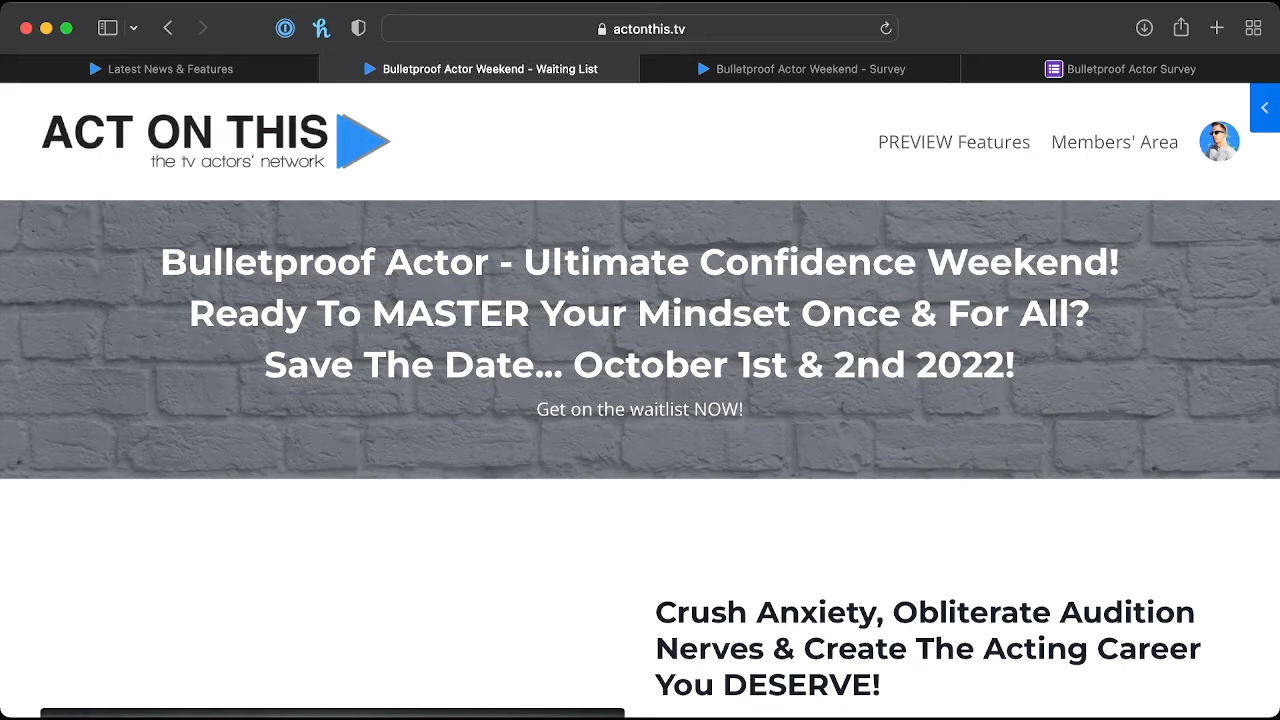 actonthis.tv
Latest News & Features
Bulletproof Actor Weekend - Waiting List
Bulletproof Actor Weekend - Survey
Bulletproof Actor Survey
ACT ON THIS
the tv actors' network
PREVIEW Features
Members' Area
Bulletproof Actor - Ultimate Confidence Weekend!
Ready To MASTER Your Mindset Once & For All?
Save The Date... October 1st & 2nd 2022!
Get on the waitlist NOW!
Crush Anxiety, Obliterate Audition
Nerves & Create The Acting Career
You DESERVE!